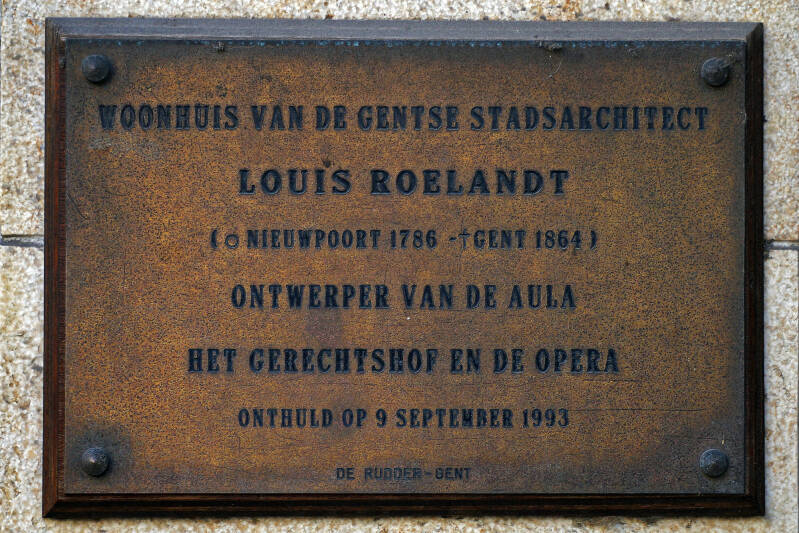 WOONHUIS VAN DE GENTSE STADSARCHITECT
LOUIS ROELANDT
(○ NIEUWPOORT 1786 - † GENT 1864)
ONTWERPER VAN DE AULA
HET GERECHTSHOF EN DE OPERA
ONTHULD OP 9 SEPTEMBER 1993
DE RUDDER-GENT